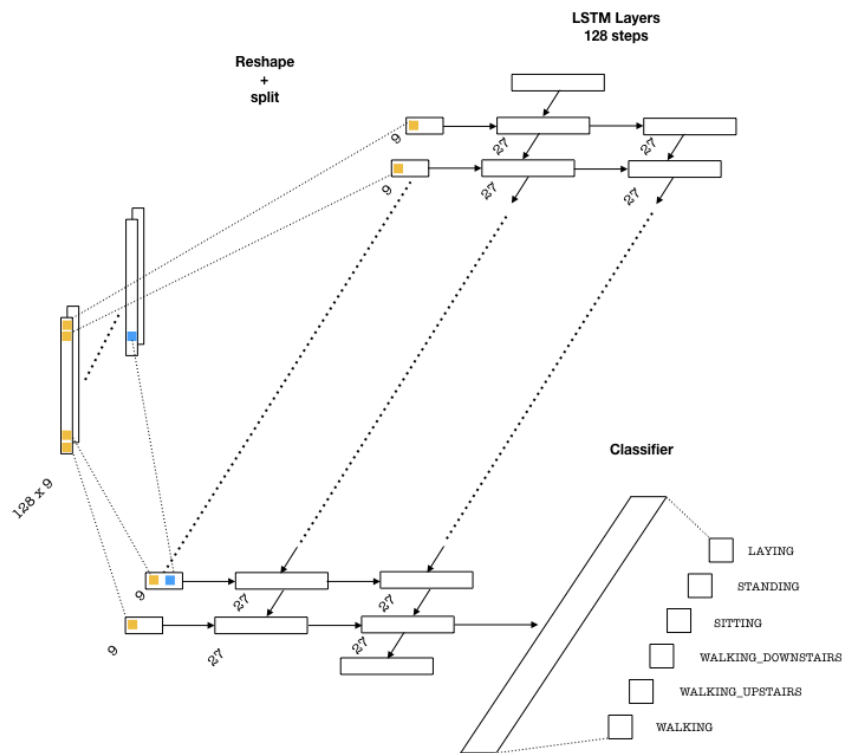 LSTM Layers
128 steps
Reshape
+
split
9
27
27
9
27
27
128 x 9
Classifier
9
27
27
LAYING
STANDING
SITTING
9
27
27
WALKING_DOWNSTAIRS
WALKING_UPSTAIRS
WALKING